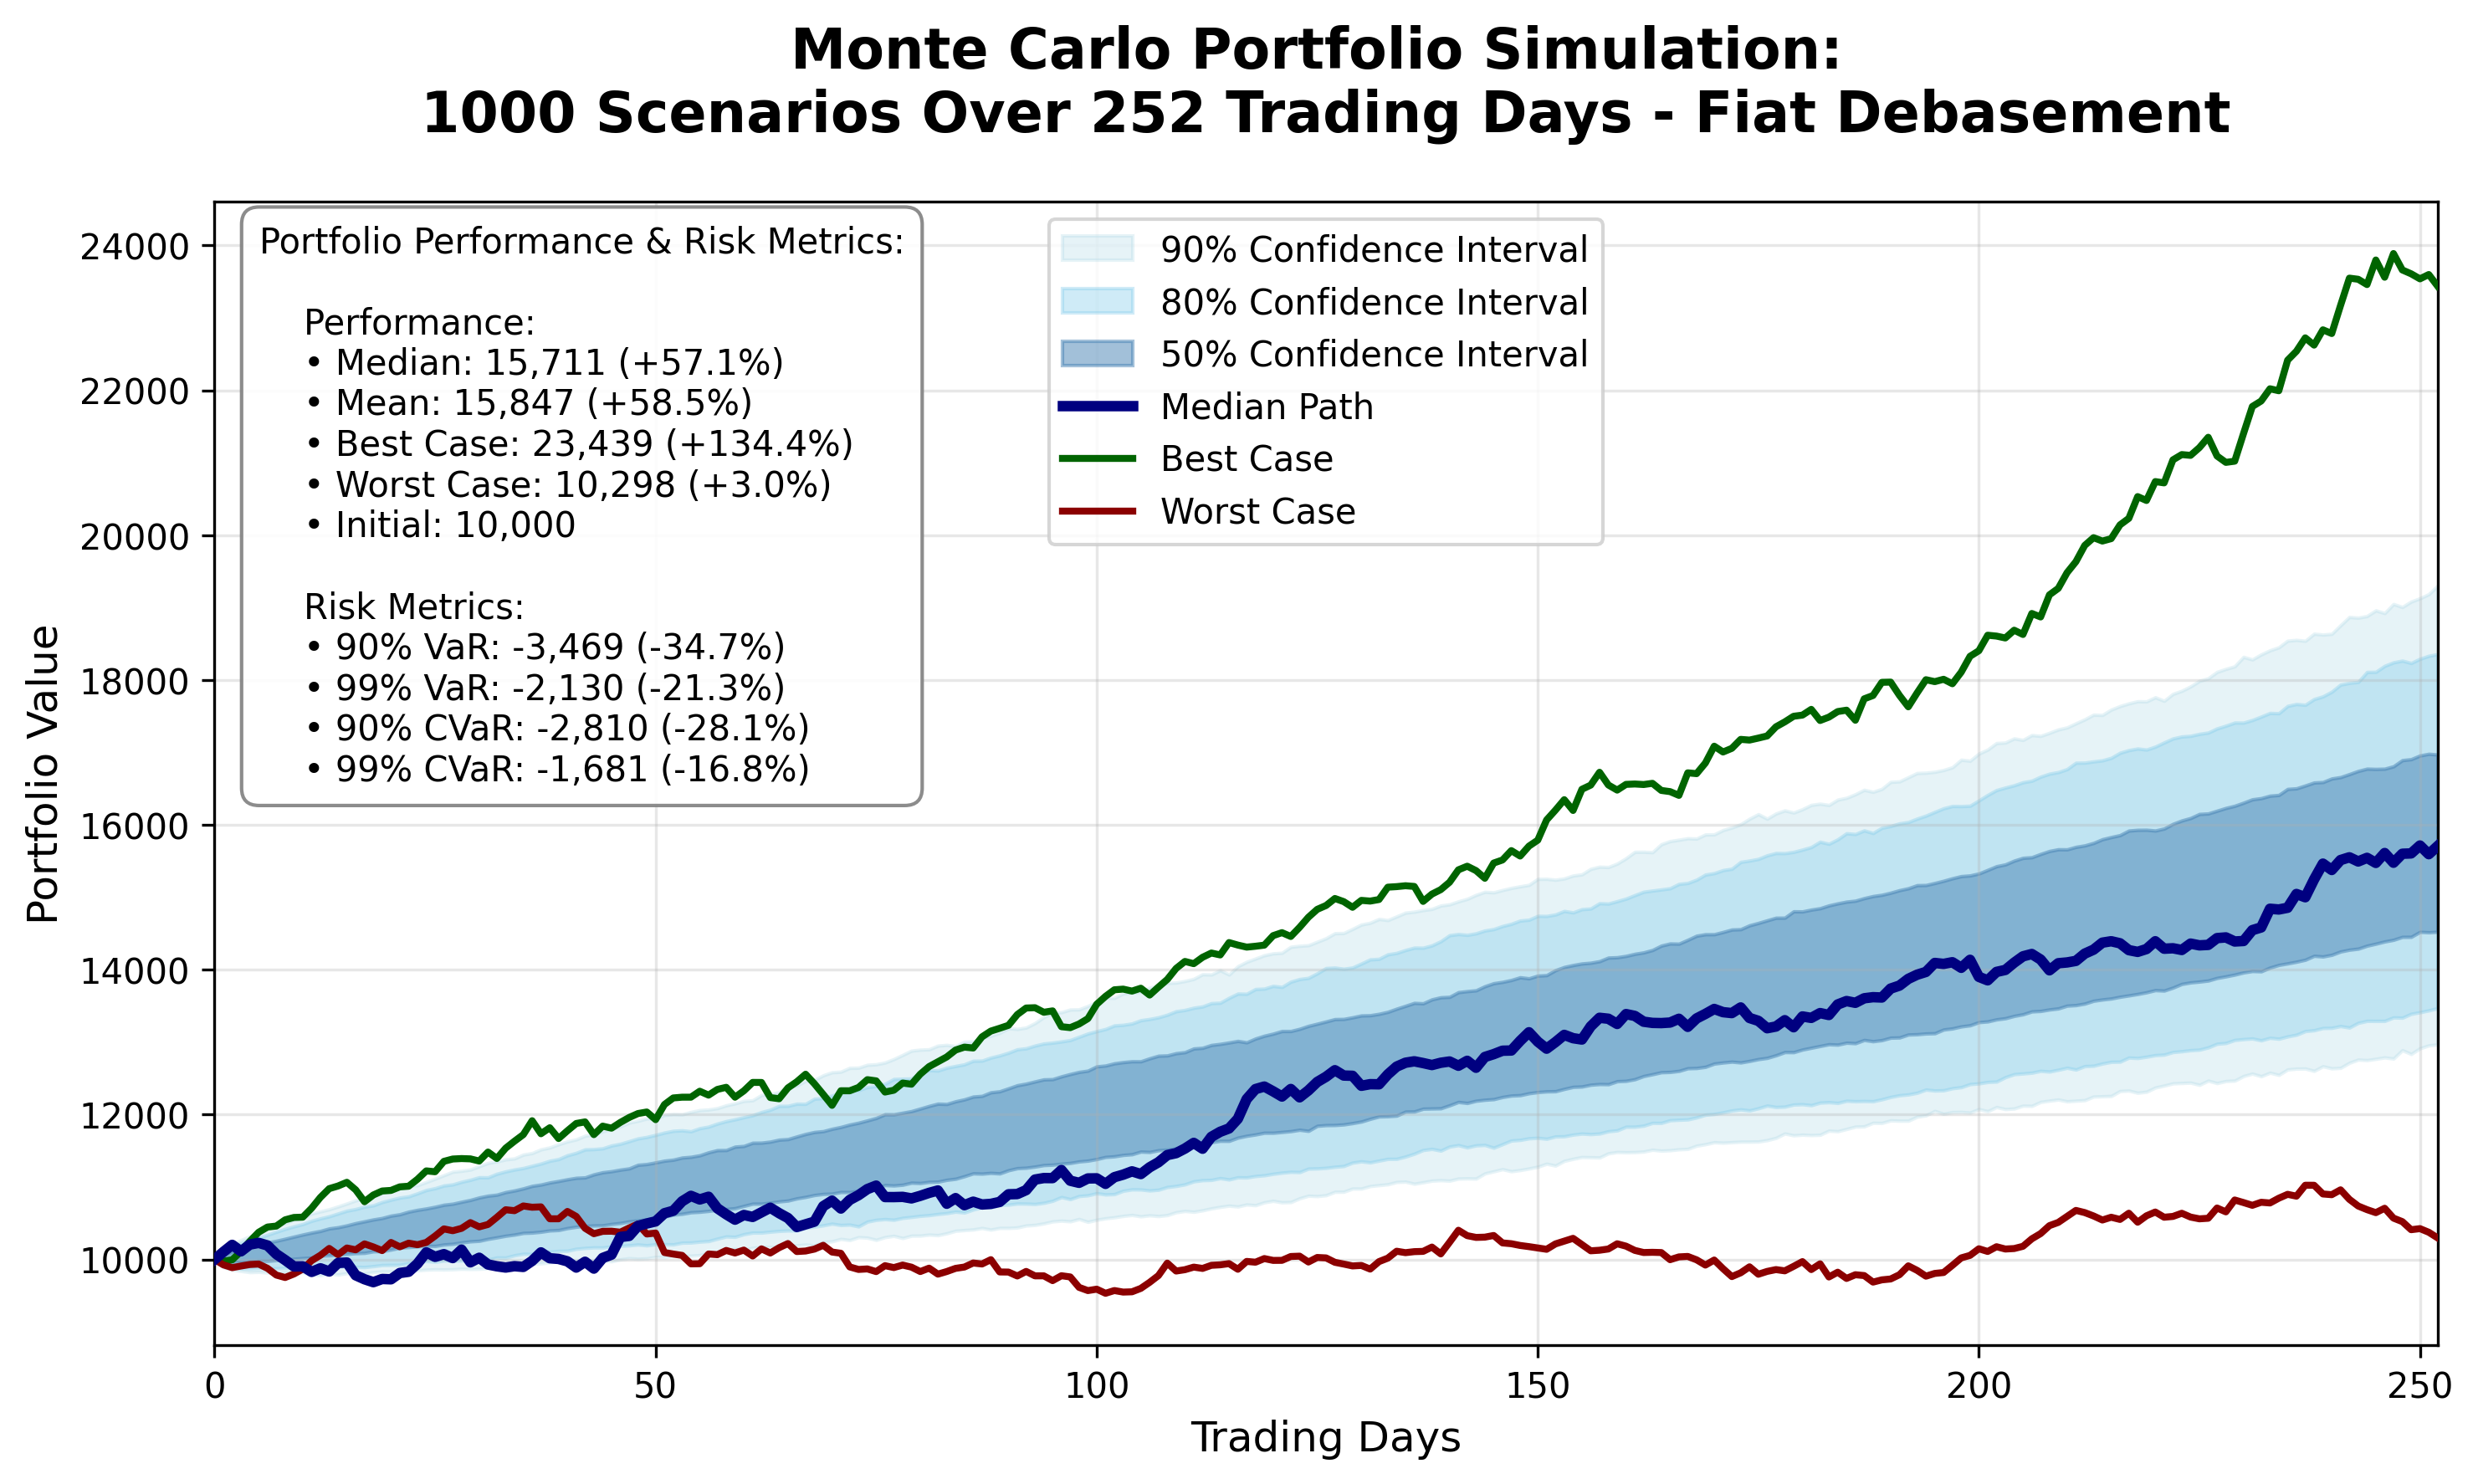 Monte Carlo Portfolio Simulation:
1000 Scenarios Over 252 Trading Days - Fiat Debasement
Portfolio Performance & Risk Metrics:
Performance:
• Median: 15,711 (+57.1%)
• Mean: 15,847 (+58.5%)
• Best Case: 23,439 (+134.4%)
• Worst Case: 10,298 (+3.0%)
• Initial: 10,000
Risk Metrics:
• 90% VaR: -3,469 (-34.7%)
• 99% VaR: -2,130 (-21.3%)
• 90% CVaR: -2,810 (-28.1%)
• 99% CVaR: -1,681 (-16.8%)
90% Confidence Interval
80% Confidence Interval
50% Confidence Interval
Median Path
Best Case
Worst Case
Portfolio Value
24000
22000
20000
18000
16000
14000
12000
10000
0
50
100
150
200
250
Trading Days